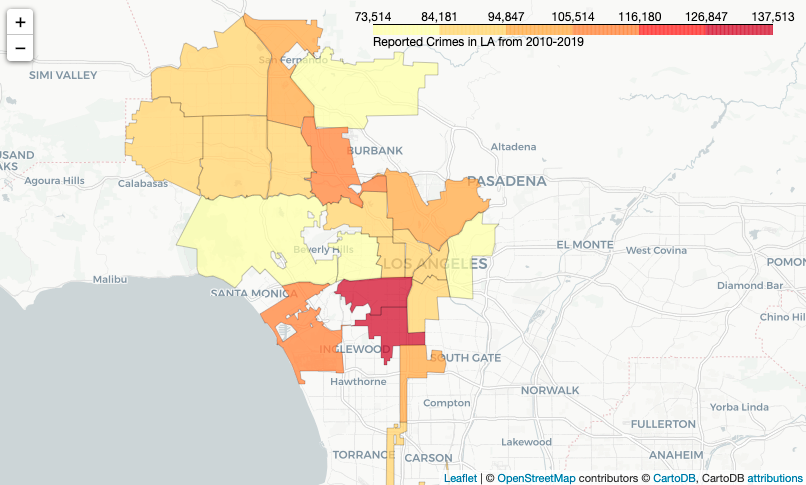 +
73,514 84,181 94,847 105,514 116,180 126,847 137,513
−
Reported Crimes in LA from 2010-2019
San Fernando
SIMI VALLEY
BURBANK
Altadena
USAND
AKS
PASADENA
Agoura Hills
Calabasas
Beverly Hills
EL MONTE
West Covina
LOS ANGELES
POMON
Malibu
Diamond Bar
SANTA MONICA
Chino Hill
INGLEWOOD
SOUTH GATE
Hawthorne
NORWALK
Compton
Yorba Linda
FULLERTON
Lakewood
TORRANCE
CARSON
ANAHEIM
Leaflet | © OpenStreetMap contributors © CartoDB, CartoDB attributions